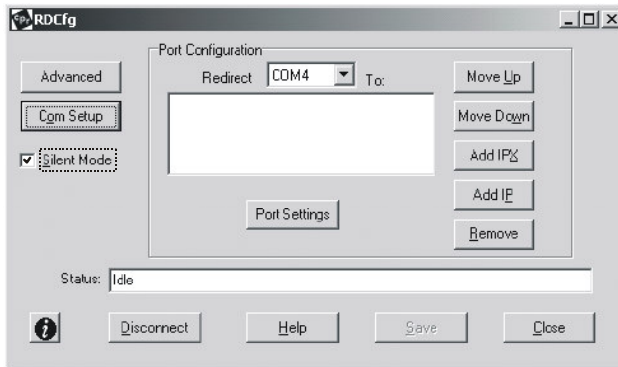 cpr RDCfg
Port Configuration
Advanced
Redirect COM4 To:
Move Up
Com Setup
Move Down
Silent Mode
Add IPX
Add IP
Port Settings
Remove
Status: Idle
Disconnect Help Save Close